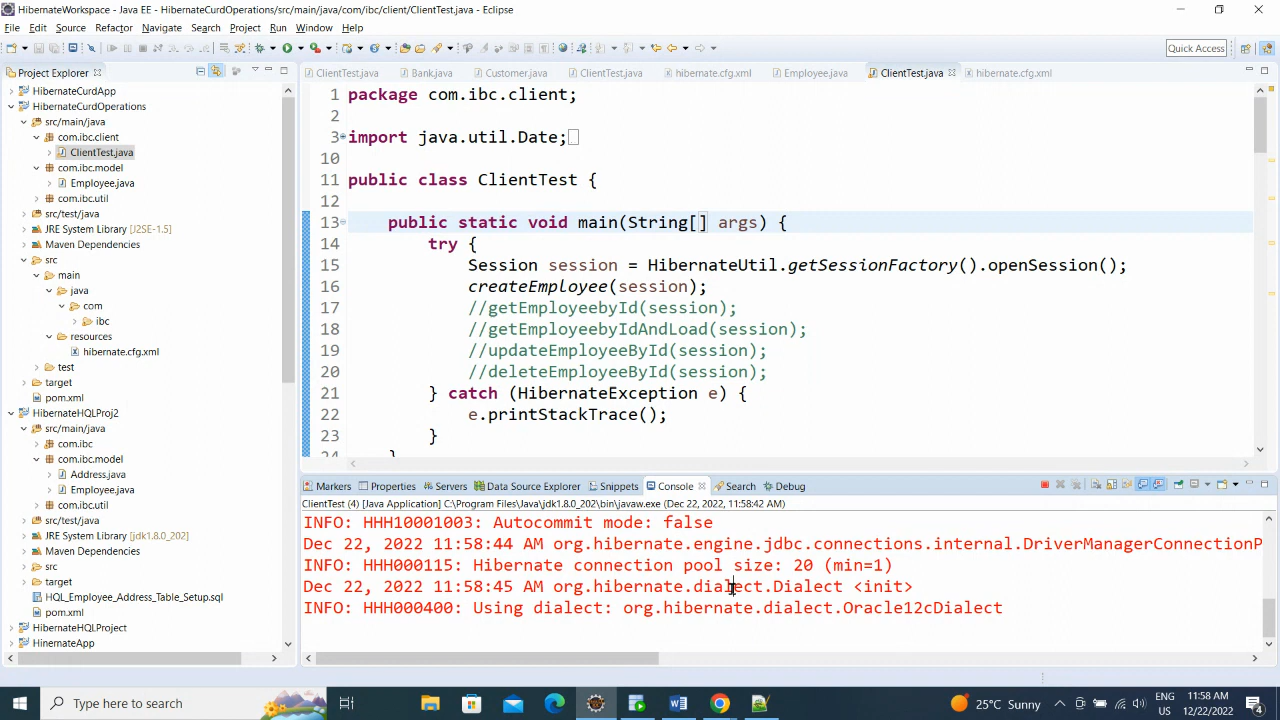 HibernateWorkspace - Java EE - HibernateCurdOperations/src/main/java/com/ibc/client/ClientTest.java - Eclipse
File Edit Source Refactor Navigate Search Project Run Window Help
Quick Access
Project Explorer
HibernateCurdApp
HibernateCurdOperations
src/main/java
com.ibc.client
ClientTest.java
com.ibc.model
Employee.java
com.ibc.util
src/test/java
JRE System Library [J2SE-1.5]
Maven Dependencies
src
main
java
com
ibc
resources
hibernate.cfg.xml
test
target
pom.xml
HibernateHQLProj2
src/main/java
com.ibc
com.ibc.model
Address.java
Employee.java
com.ibc.util
src/test/java
JRE System Library [jdk1.8.0_202]
Maven Dependencies
src
target
HQL_Employee_Address_Table_Setup.sql
pom.xml
HibernateHQLProject
HinernateApp
ClientTest.java Bank.java Customer.java ClientTest.java hibernate.cfg.xml Employee.java ClientTest.java hibernate.cfg.xml
1 package com.ibc.client;
2
3 import java.util.Date;
10
11 public class ClientTest {
12
13 public static void main(String[] args) {
14 try {
15 Session session = HibernateUtil.getSessionFactory().openSession();
16 createEmployee(session);
17 //getEmployeebyId(session);
18 //getEmployeebyIdAndLoad(session);
19 //updateEmployeeById(session);
20 //deleteEmployeeById(session);
21 } catch (HibernateException e) {
22 e.printStackTrace();
23 }
24 }
Markers Properties Servers Data Source Explorer Snippets Console Search Debug
ClientTest (4) [Java Application] C:\Program Files\Java\jdk1.8.0_202\bin\javaw.exe (Dec 22, 2022, 11:58:42 AM)
INFO: HHH10001003: Autocommit mode: false
Dec 22, 2022 11:58:44 AM org.hibernate.engine.jdbc.connections.internal.DriverManagerConnectionP
INFO: HHH000115: Hibernate connection pool size: 20 (min=1)
Dec 22, 2022 11:58:45 AM org.hibernate.dialect.Dialect <init>
INFO: HHH000400: Using dialect: org.hibernate.dialect.Oracle12cDialect
Type here to search
25°C Sunny
ENG
US
11:58 AM
12/22/2022
4